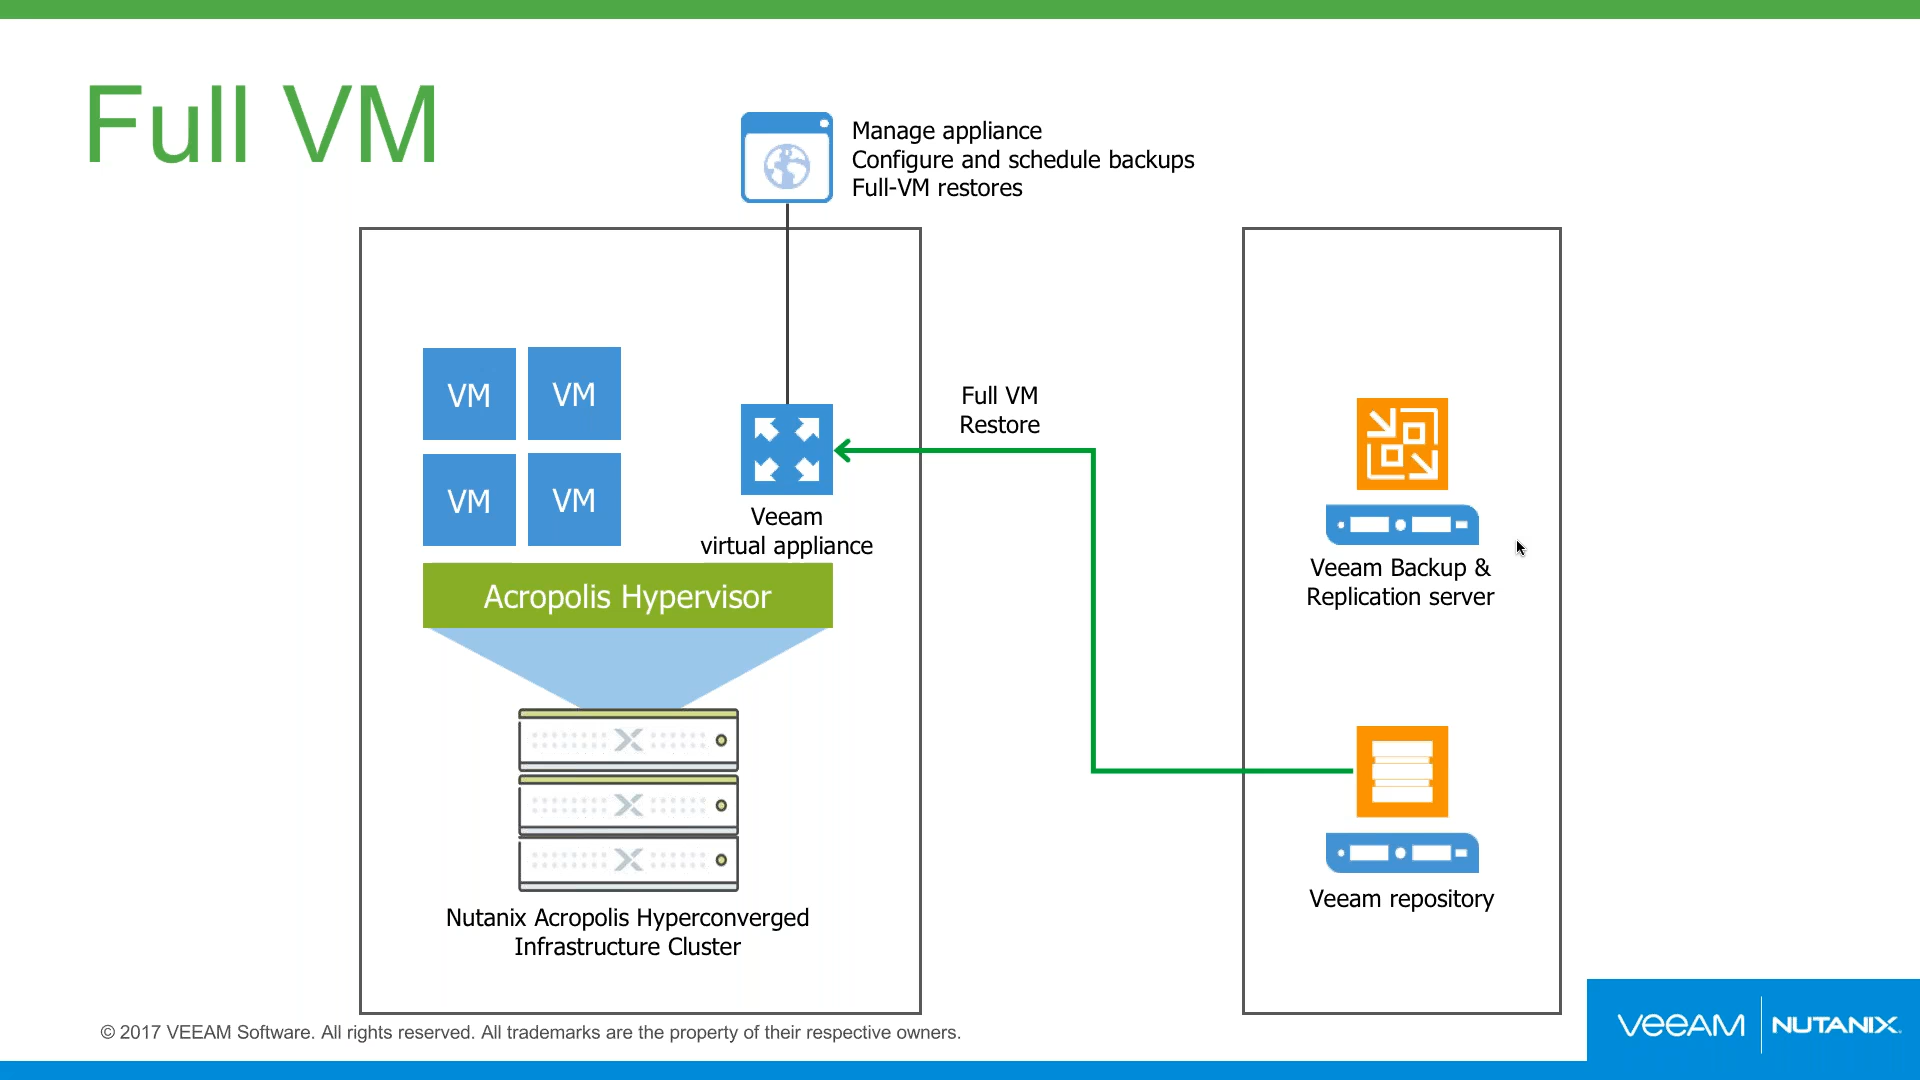 Full VM
Manage appliance
Configure and schedule backups
Full-VM restores
VM
VM
VM
VM
Veeam
virtual appliance
Acropolis Hypervisor
Nutanix Acropolis Hyperconverged
Infrastructure Cluster
Full VM
Restore
Veeam Backup &
Replication server
Veeam repository
© 2017 VEEAM Software. All rights reserved. All trademarks are the property of their respective owners.
VEEAM
NUTANIX